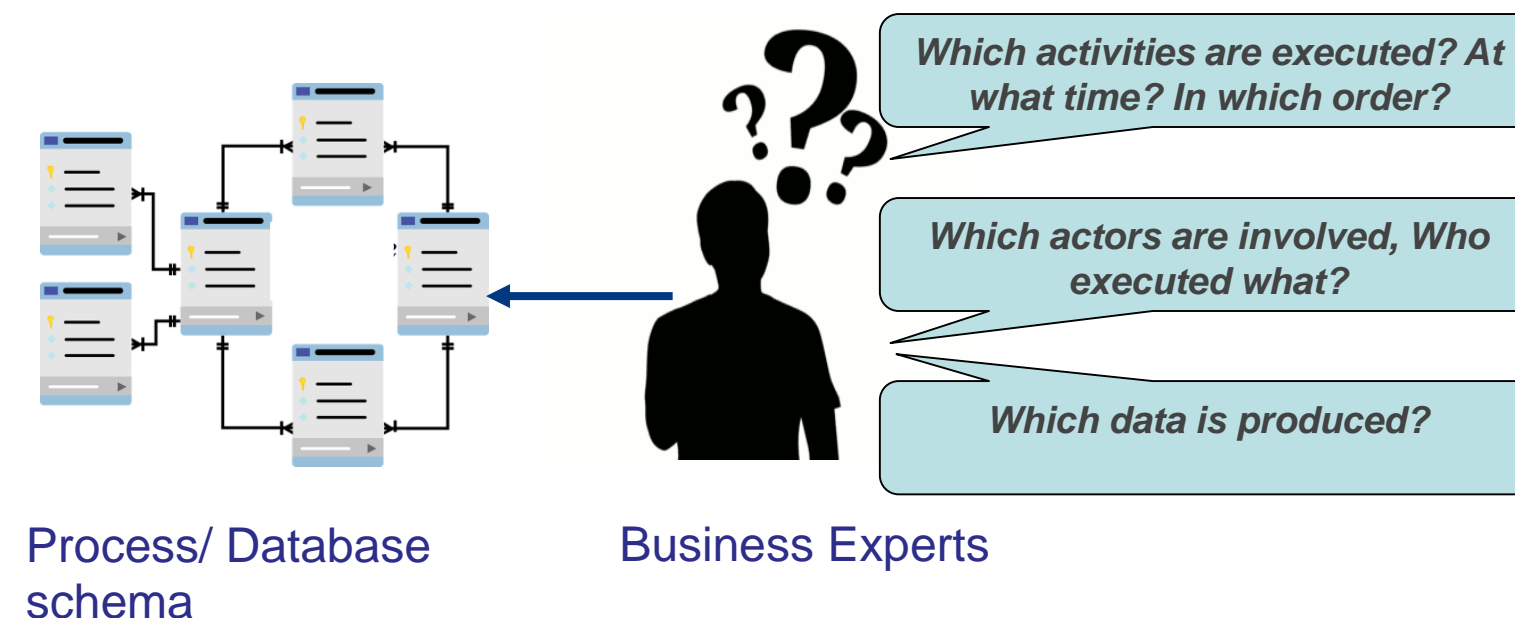 Which activities are executed? At
what time? In which order?
Which actors are involved, Who
executed what?
Which data is produced?
Process/ Database
schema
Business Experts